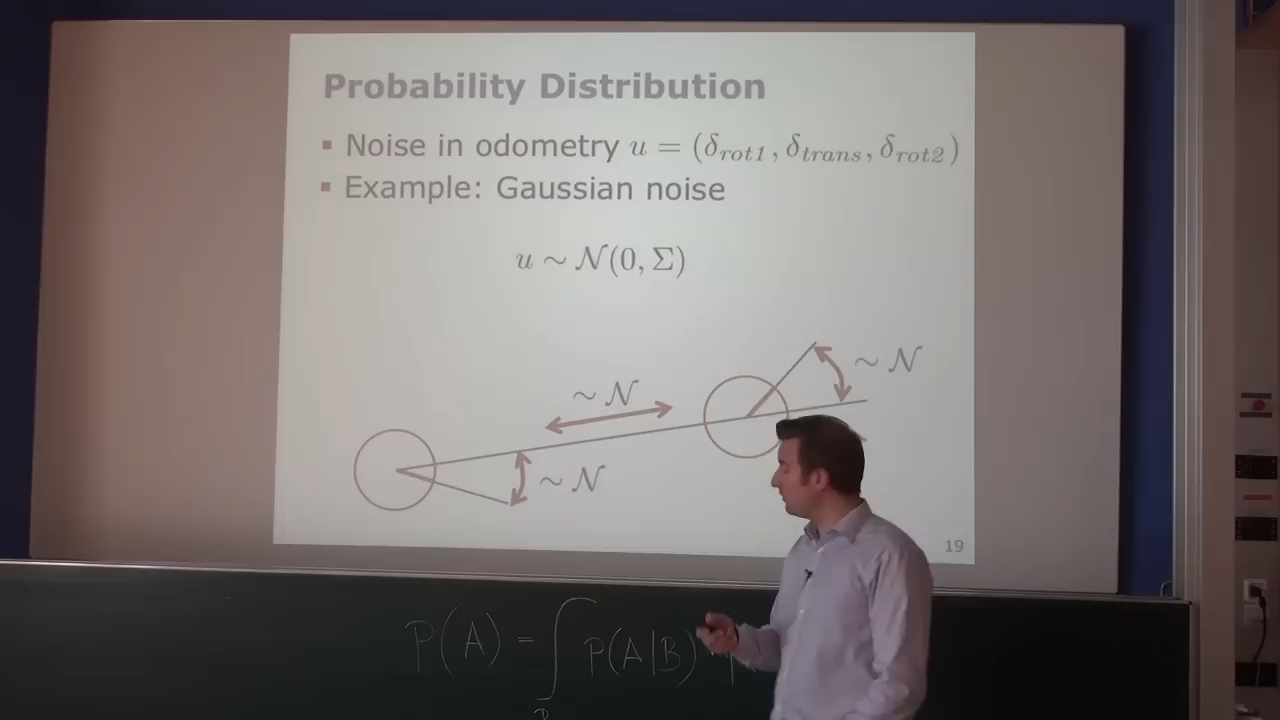 Probability Distribution
▪ Noise in odometry u = (δ_rot1, δ_trans, δ_rot2)
▪ Example: Gaussian noise
u ∼ 𝒩(0, Σ)
∼ 𝒩
∼ 𝒩
∼ 𝒩
19
P(A) = ∫ P(A|B) ·